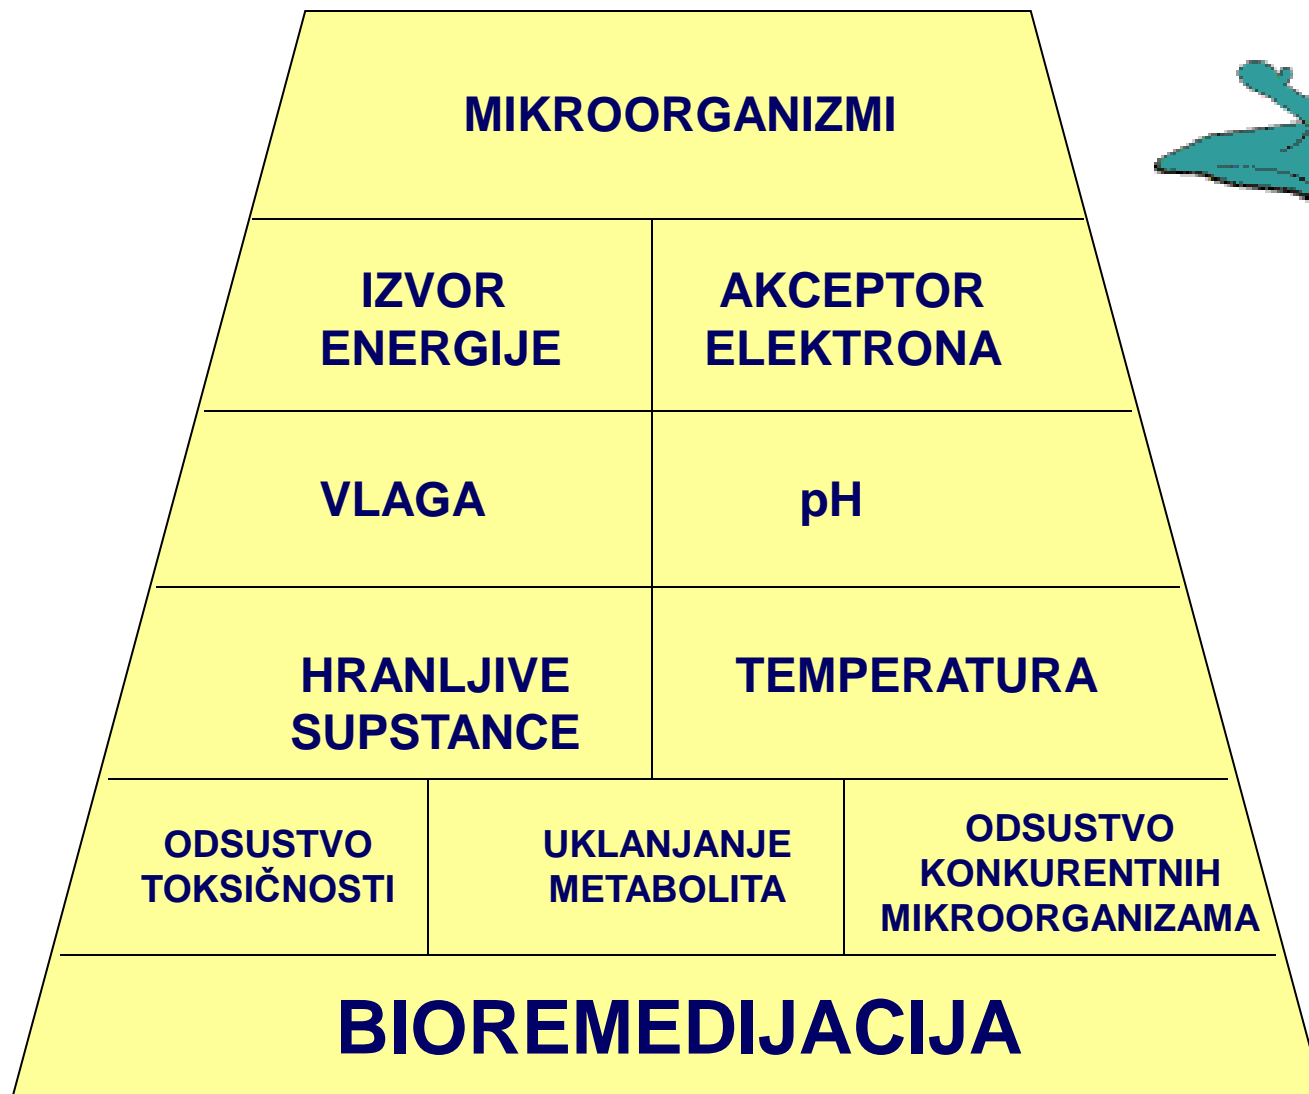 MIKROORGANIZMI
IZVOR
ENERGIJE
AKCEPTOR
ELEKTRONA
VLAGA
pH
HRANLJIVE
SUPSTANCE
TEMPERATURA
ODSUSTVO
TOKSIČNOSTI
UKLANJANJE
METABOLITA
ODSUSTVO
KONKURENTNIH
MIKROORGANIZAMA
BIOREMEDIJACIJA